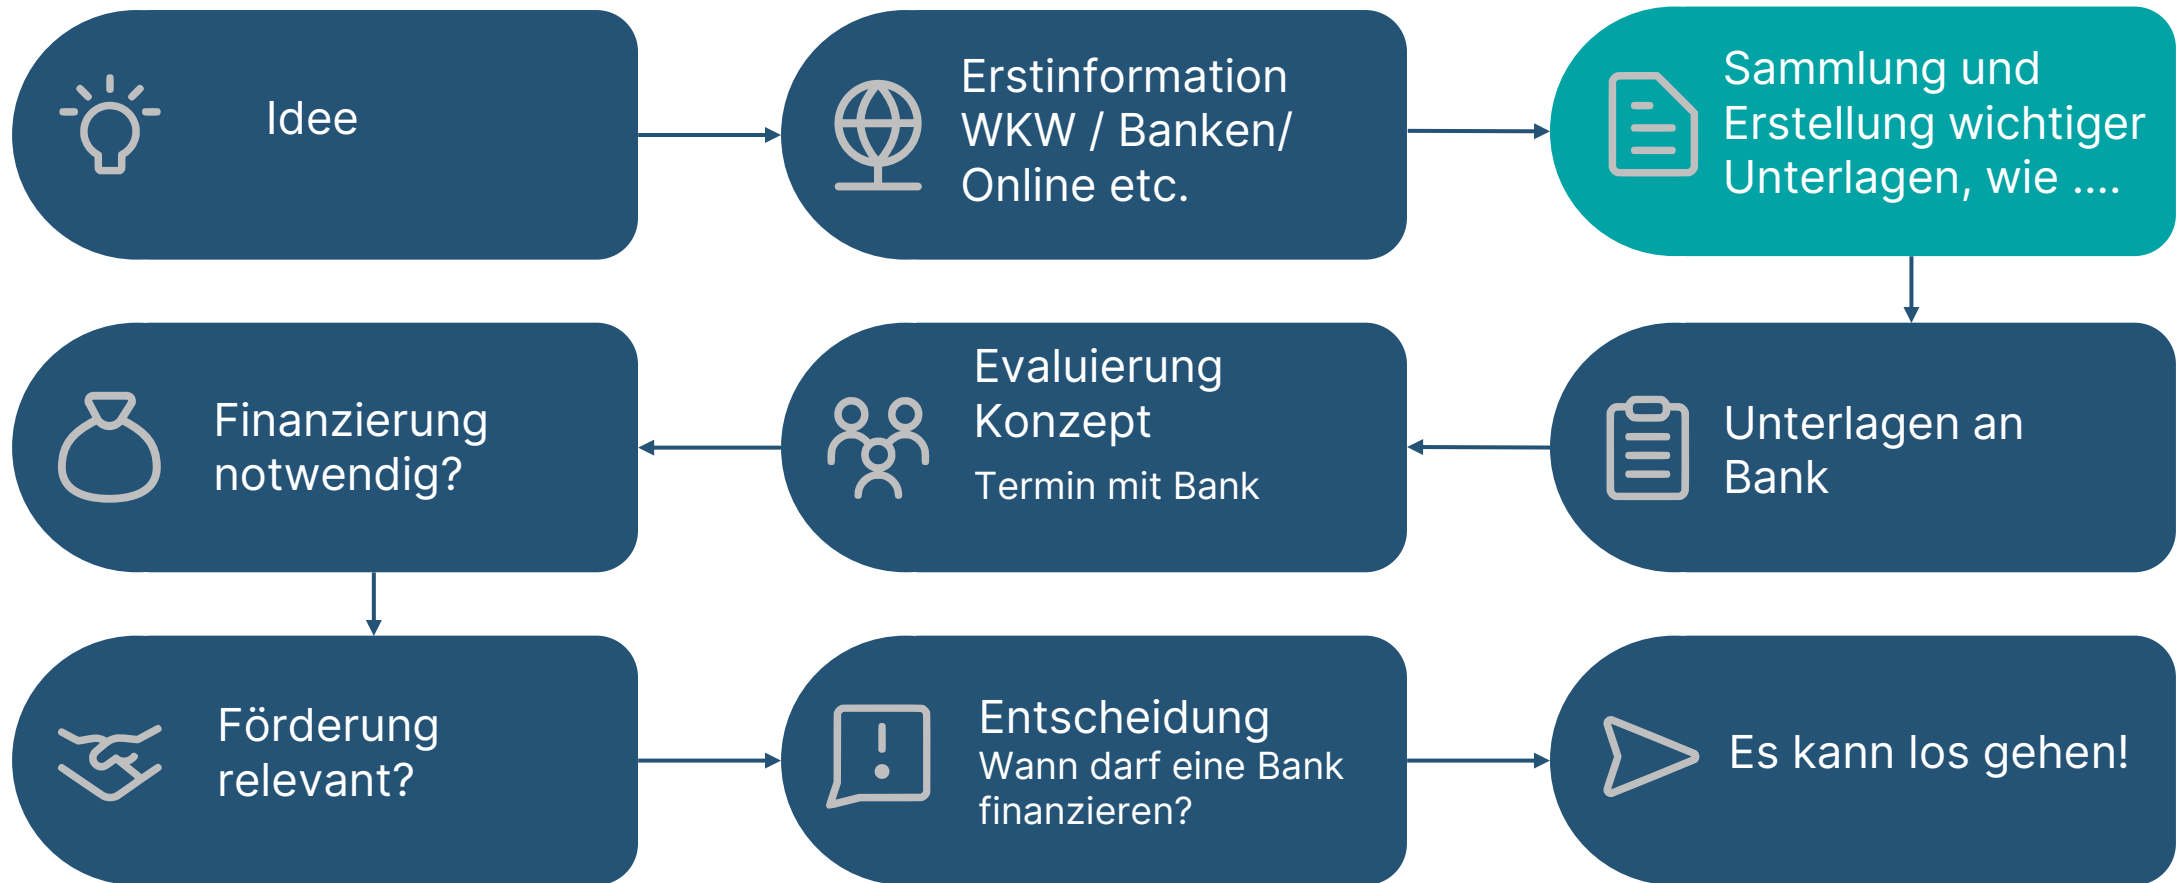 Idee
Erstinformation
WKW / Banken/
Online etc.
Sammlung und
Erstellung wichtiger
Unterlagen, wie ....
Unterlagen an
Bank
Evaluierung
Konzept
Termin mit Bank
Finanzierung
notwendig?
Förderung
relevant?
Entscheidung
Wann darf eine Bank
finanzieren?
Es kann los gehen!